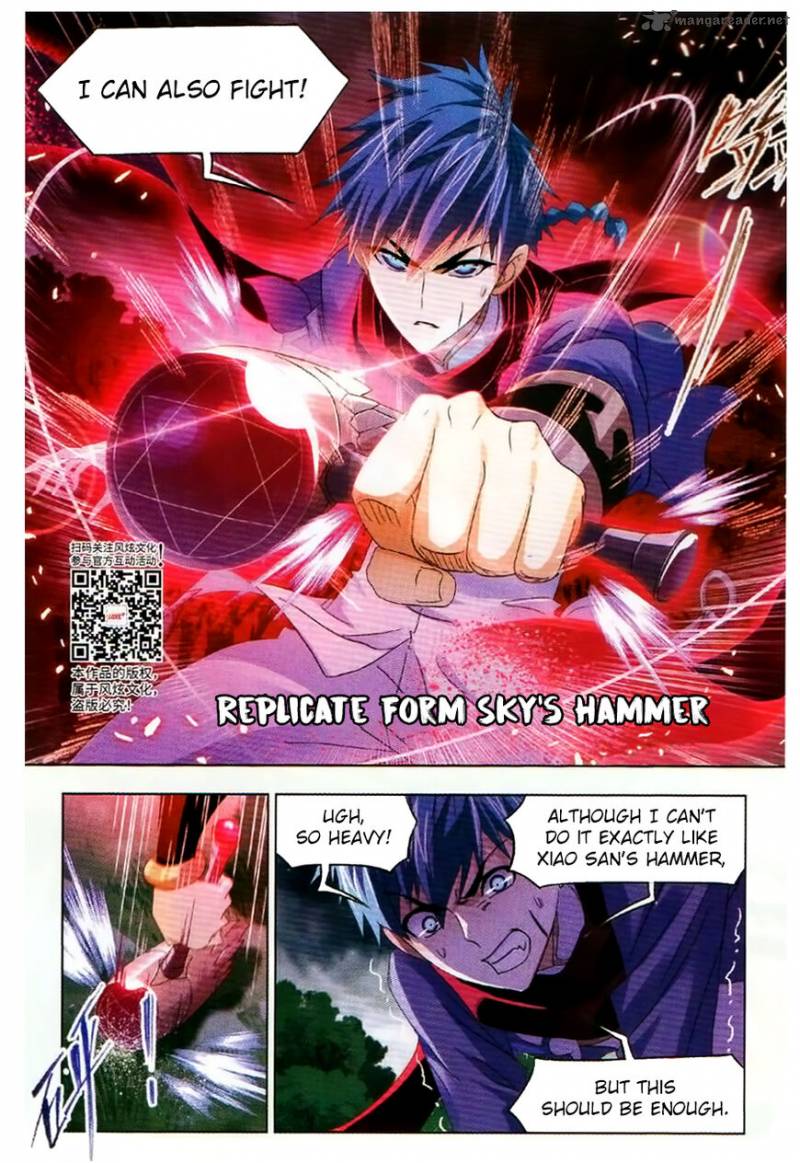 mangareader.net
I CAN ALSO FIGHT!
扫码关注风炫文化
参与官方互动活动!
本作品的版权,
属于风炫文化,
盗版必究!
REPLICATE FORM SKY'S HAMMER
UGH,
SO HEAVY!
ALTHOUGH I CAN'T
DO IT EXACTLY LIKE
XIAO SAN'S HAMMER,
砰!
BUT THIS
SHOULD BE ENOUGH.